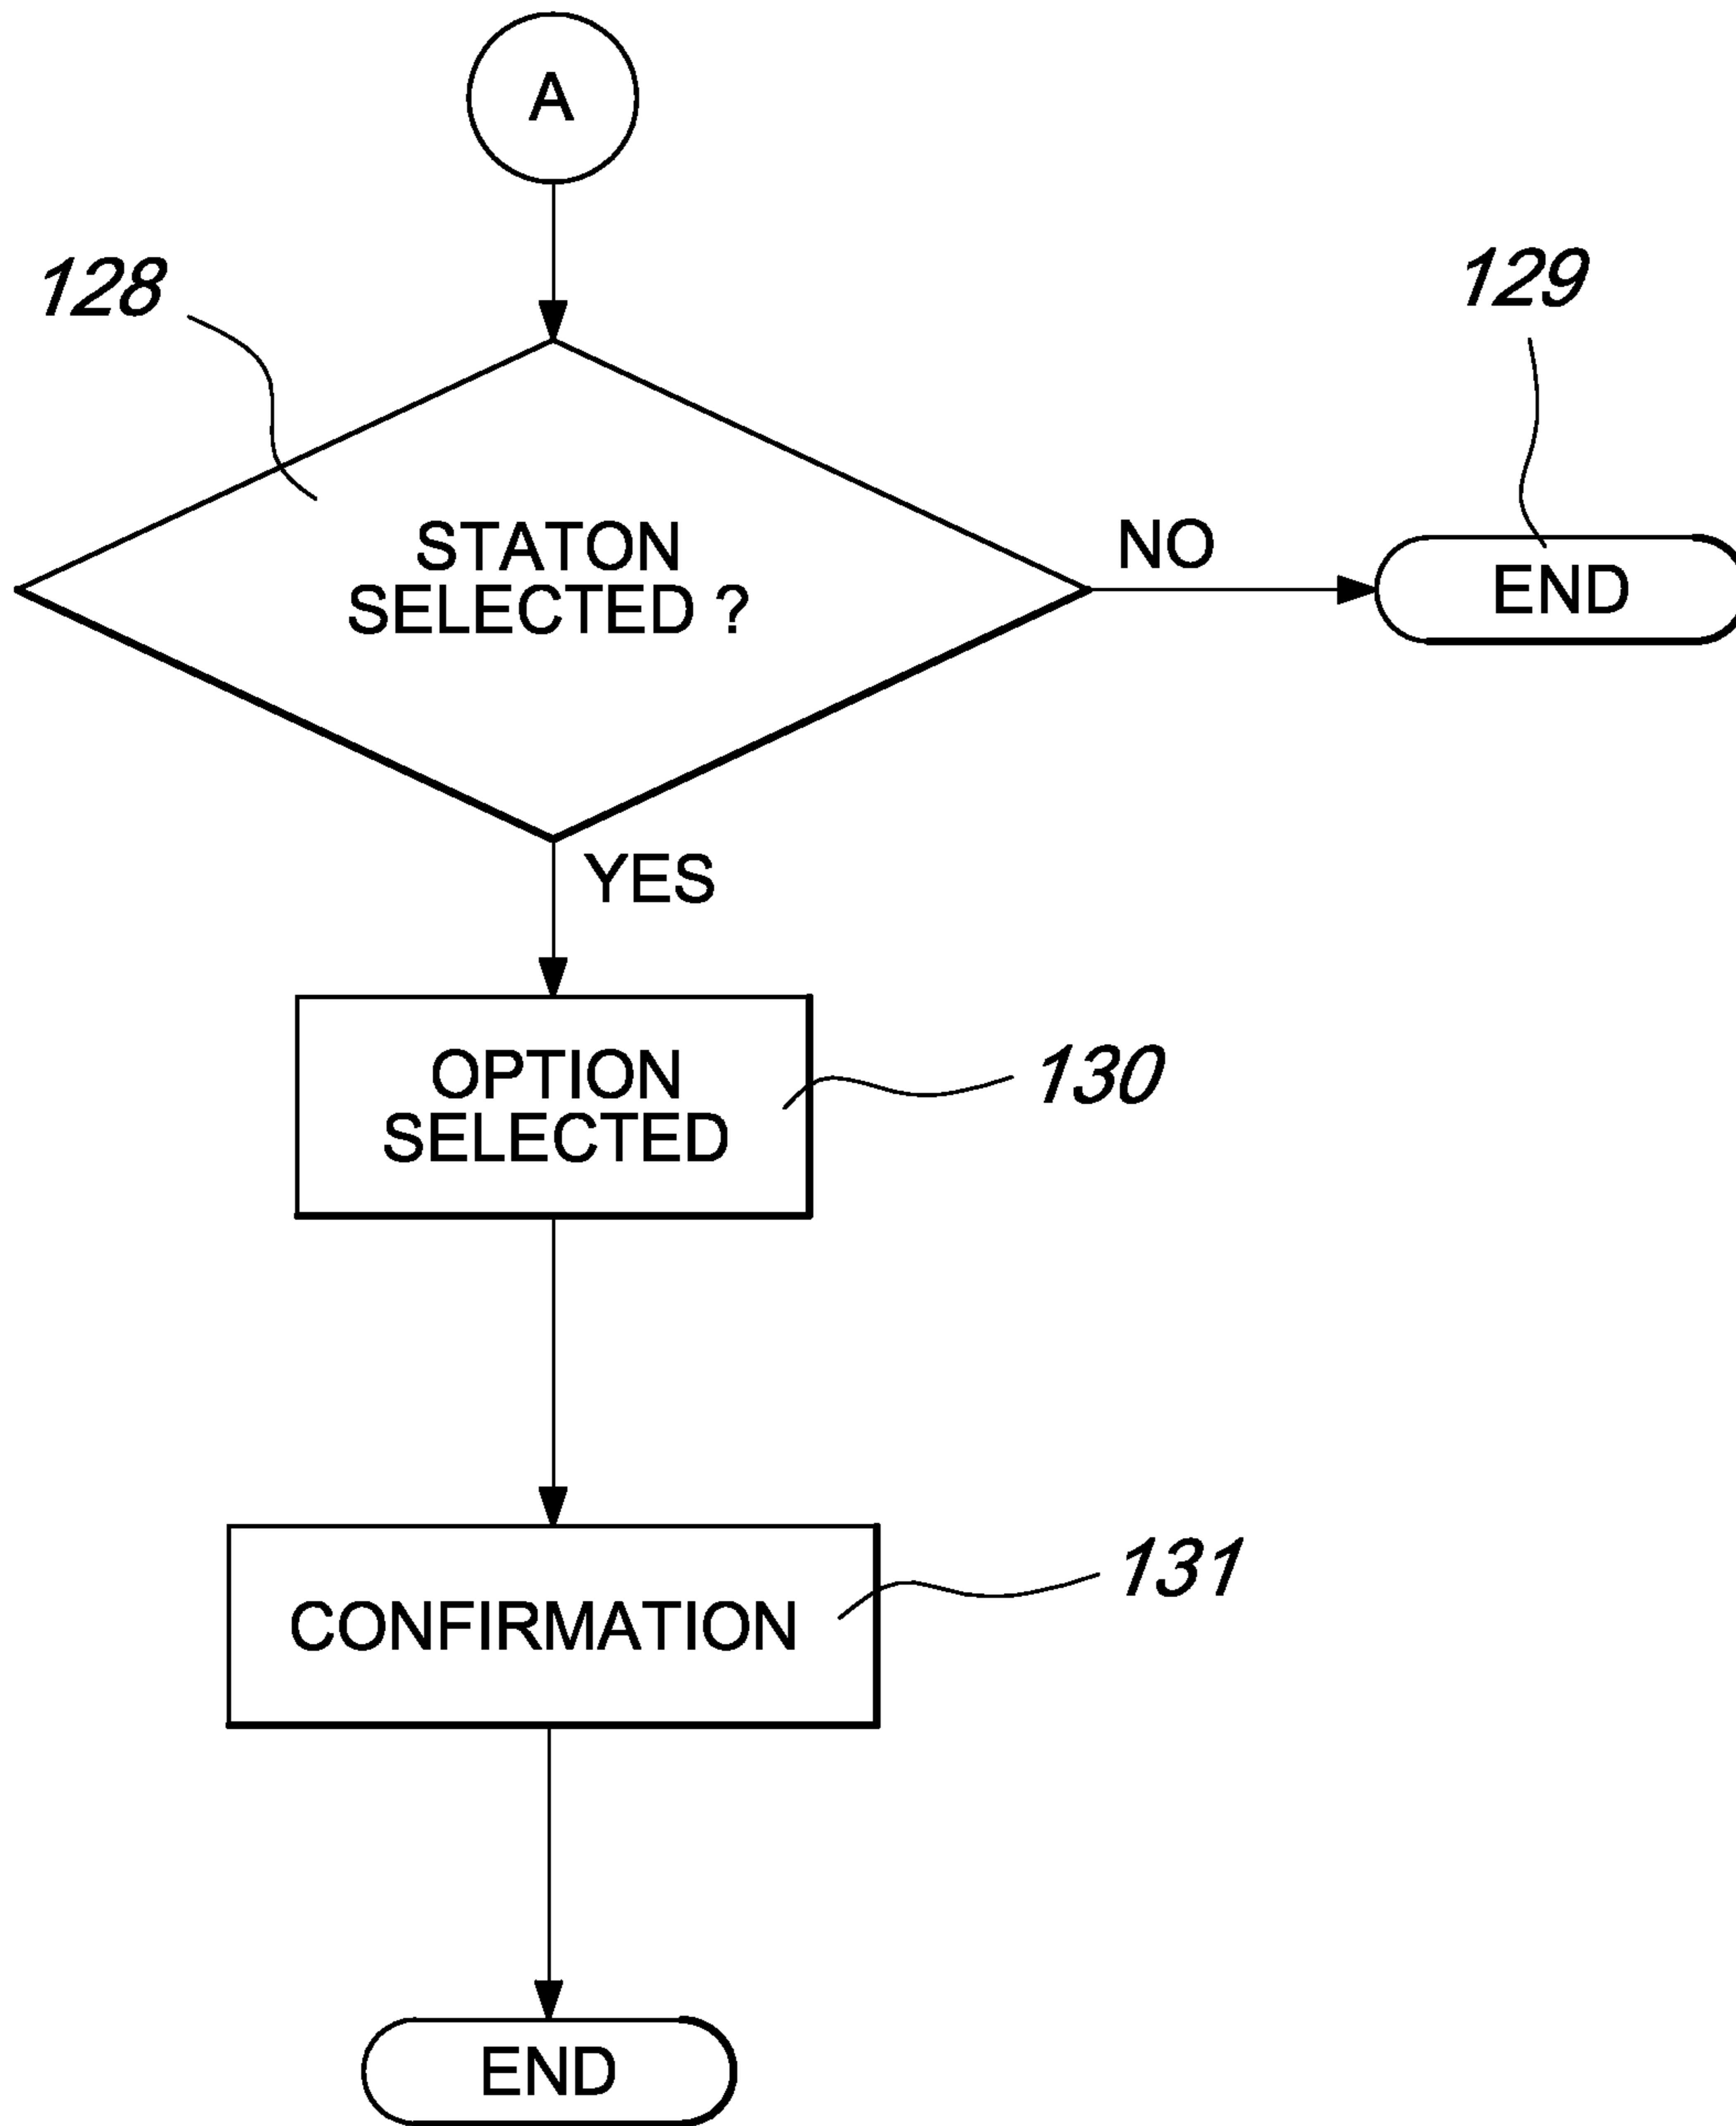 A
128
129
STATON
SELECTED ?
NO
END
YES
OPTION
SELECTED
130
CONFIRMATION
131
END